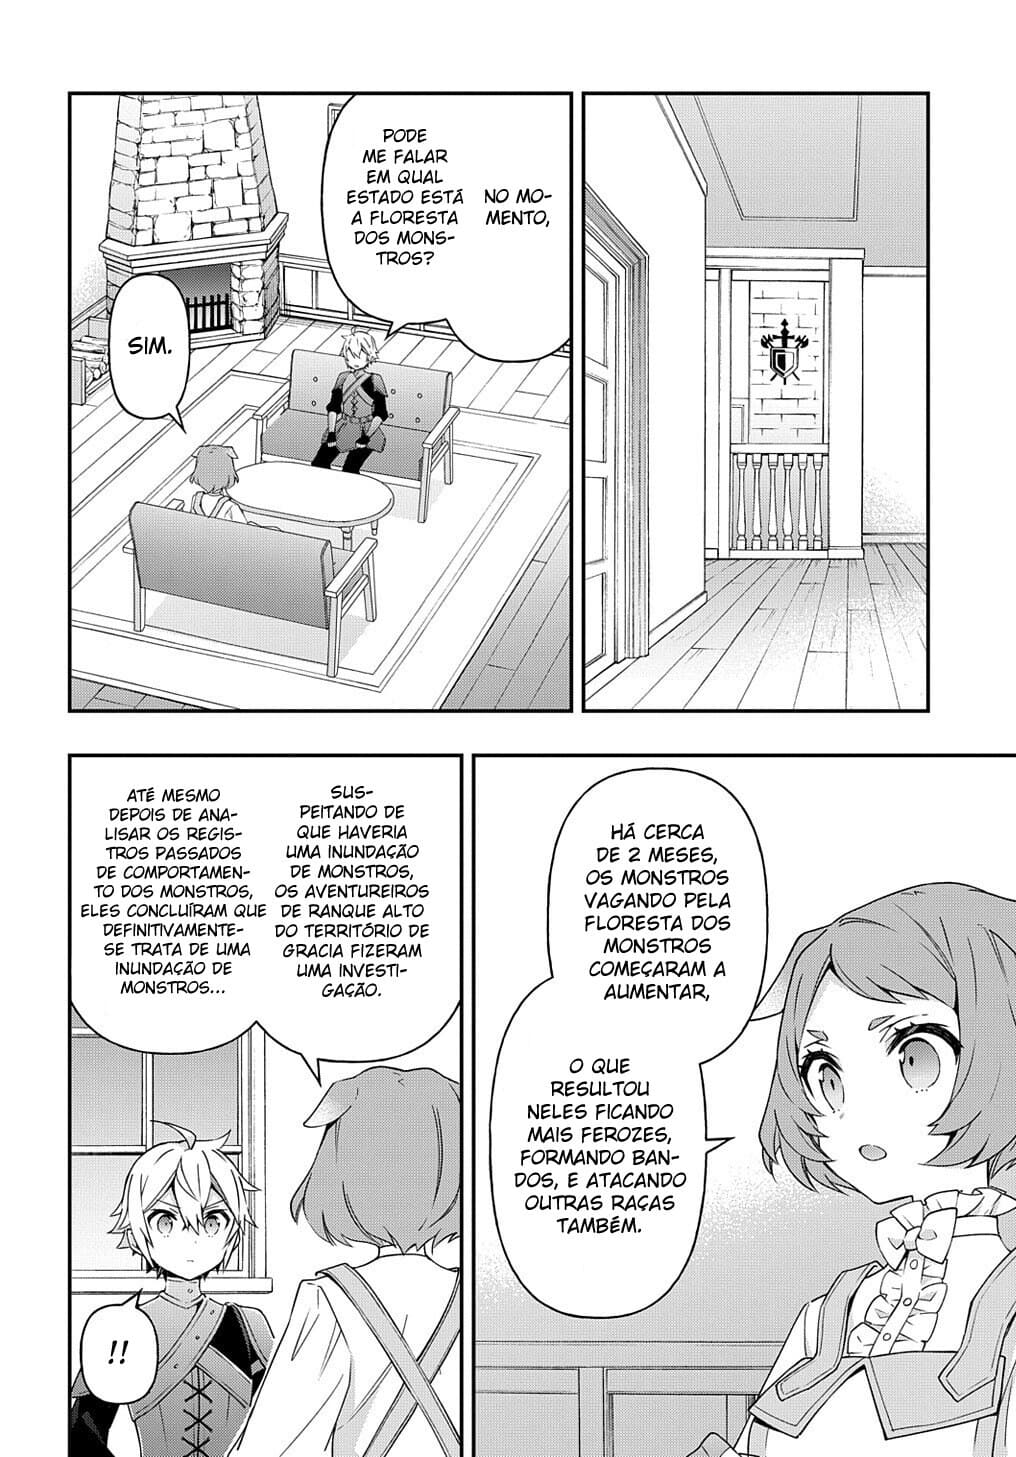 NO MO-
MENTO,
PODE
ME FALAR
EM QUAL
ESTADO ESTÁ
A FLORESTA
DOS MONS-
TROS?
SIM.
HÁ CERCA
DE 2 MESES,
OS MONSTROS
VAGANDO PELA
FLORESTA DOS
MONSTROS
COMEÇARAM A
AUMENTAR,
O QUE
RESULTOU
NELES FICANDO
MAIS FEROZES,
FORMANDO BAN-
DOS, E ATACANDO
OUTRAS RAÇAS
TAMBÉM.
SUS-
PEITANDO DE
QUE HAVERIA
UMA INUNDAÇÃO
DE MONSTROS,
OS AVENTUREIROS
DE RANQUE ALTO
DO TERRITÓRIO DE
GRACIA FIZERAM
UMA INVESTI-
GAÇÃO.
ATÉ MESMO
DEPOIS DE ANA-
LISAR OS REGIS-
TROS PASSADOS
DE COMPORTAMEN-
TO DOS MONSTROS,
ELES CONCLUÍRAM QUE
DEFINITIVAMENTE-
SE TRATA DE UMA
INUNDAÇÃO DE
MONSTROS...
!!